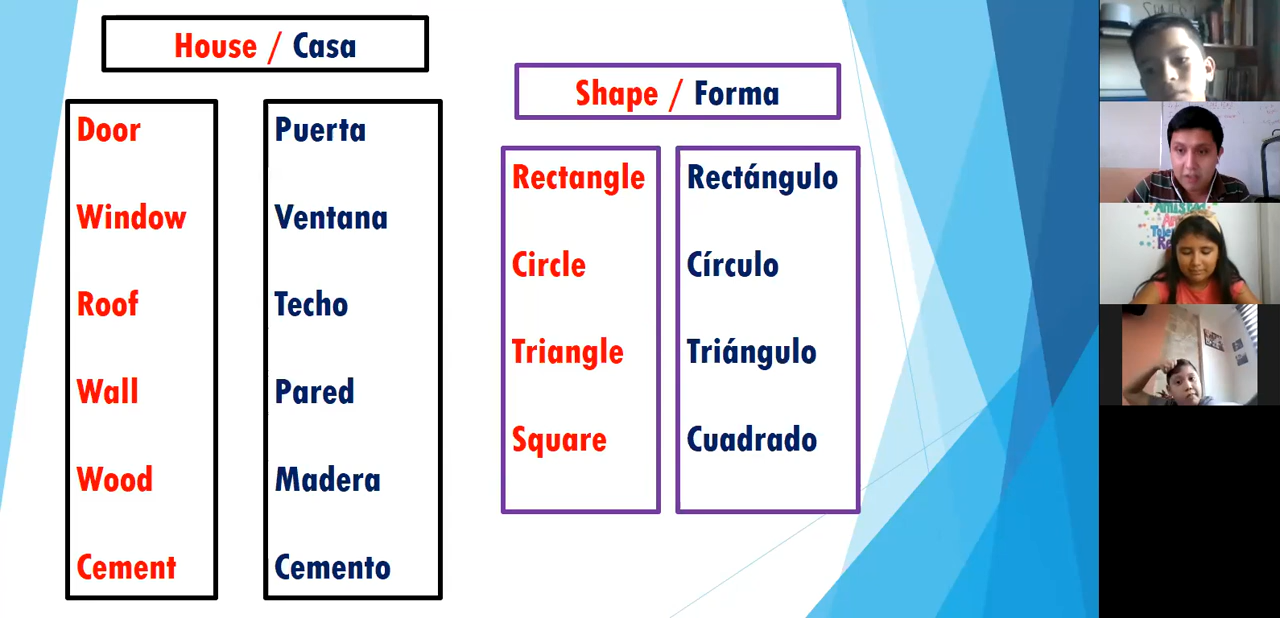 House / Casa
Door
Window
Roof
Wall
Wood
Cement
Puerta
Ventana
Techo
Pared
Madera
Cemento
Shape / Forma
Rectangle
Circle
Triangle
Square
Rectángulo
Círculo
Triángulo
Cuadrado
Amistad